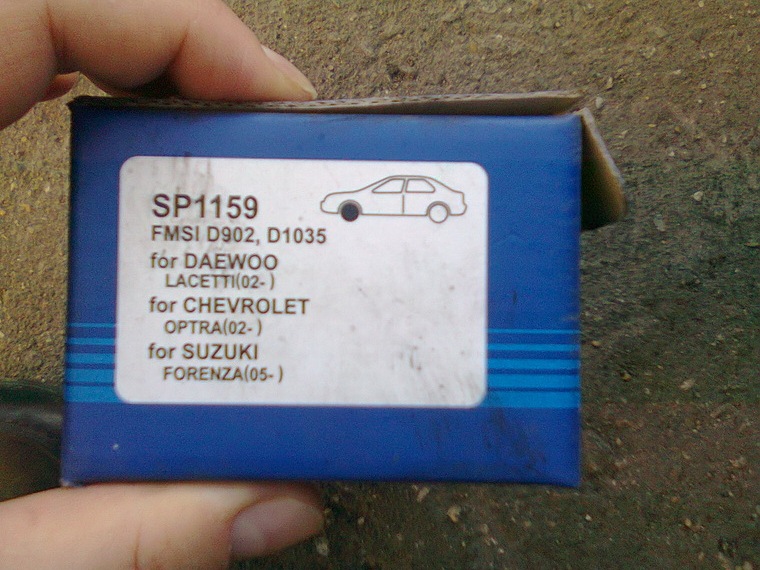 SP1159
FMSI D902, D1035
for DAEWOO
LACETTI(02- )
for CHEVROLET
OPTRA(02- )
for SUZUKI
FORENZA(05- )